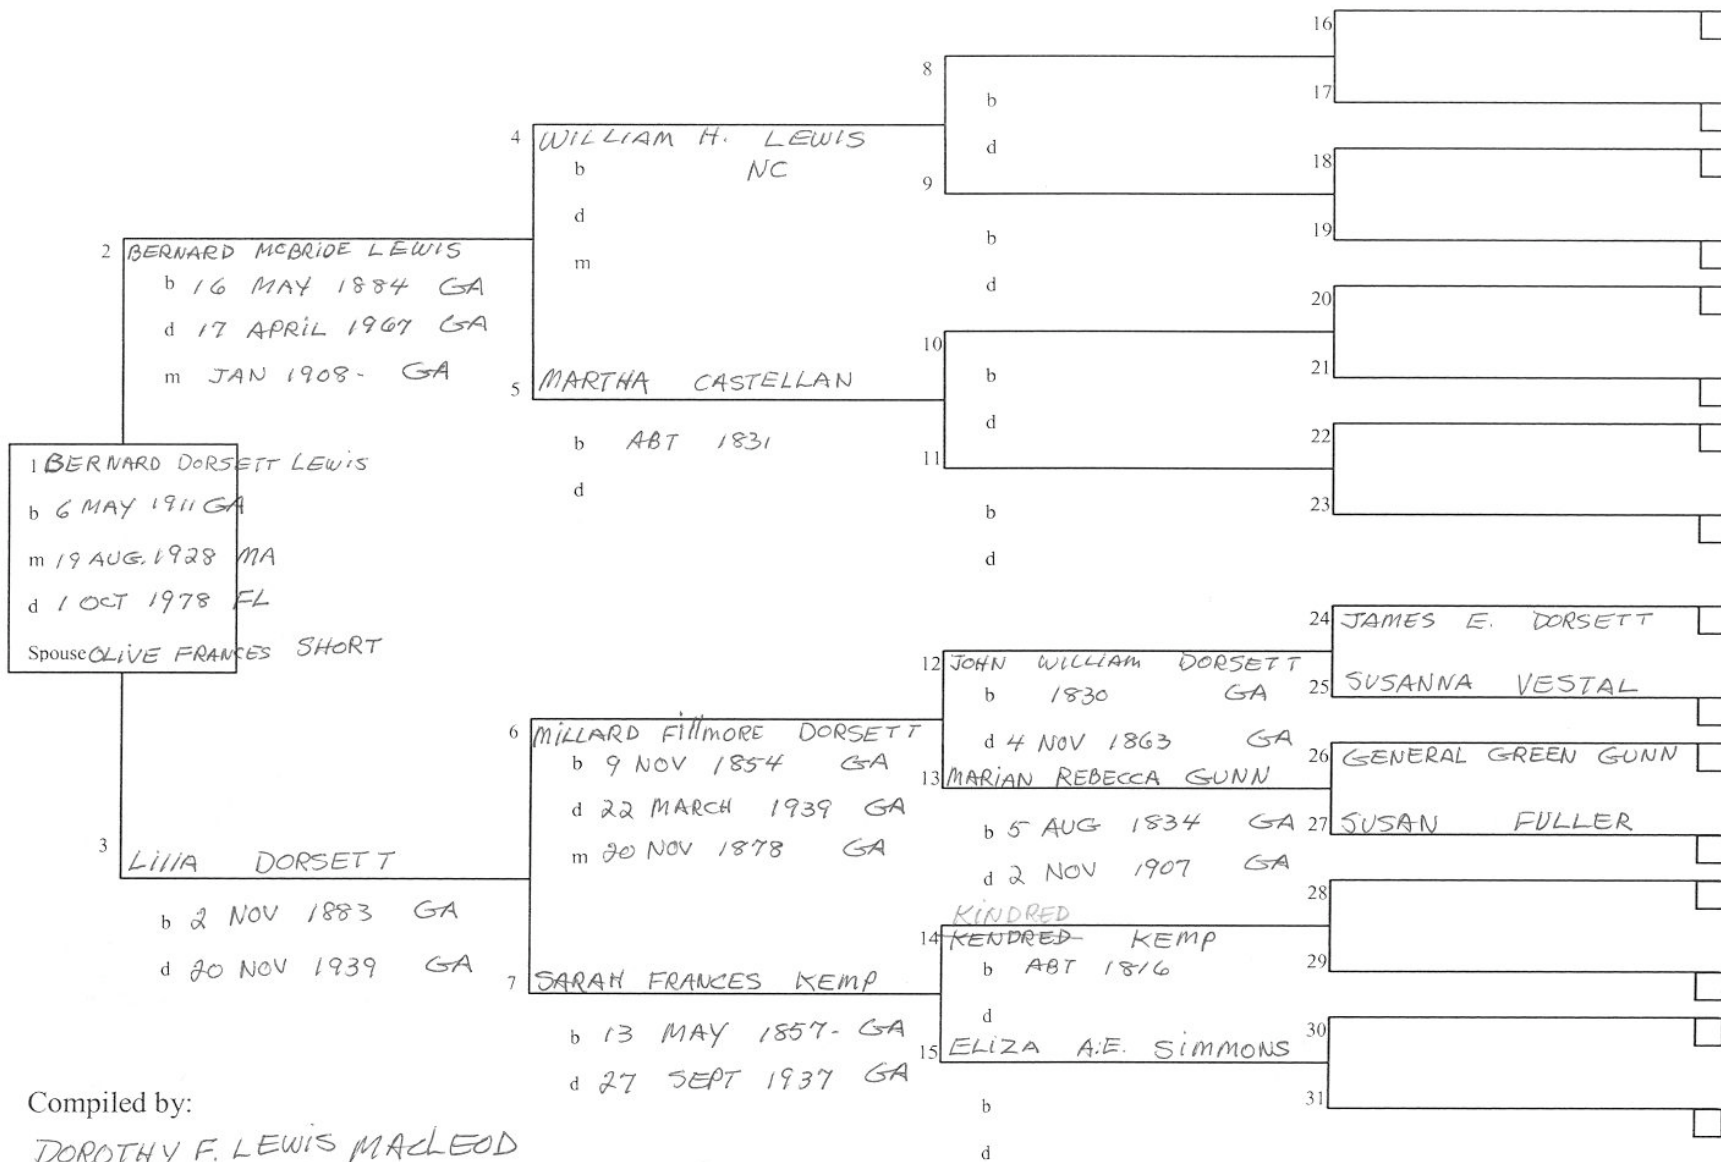 1 BERNARD DORSETT LEWIS
b 6 MAY 1911 GA
m 19 AUG. 1928 MA
d 1 OCT 1978 FL
Spouse OLIVE FRANCES SHORT
2 BERNARD MCBRIDE LEWIS
b 16 MAY 1884 GA
d 17 APRIL 1967 GA
m JAN 1908- GA
3 LILIA DORSETT
b 2 NOV 1883 GA
d 20 NOV 1939 GA
4 WILLIAM H. LEWIS
b NC
d
m
5 MARTHA CASTELLAN
b ABT 1831
d
6 MILLARD FILLMORE DORSETT
b 9 NOV 1854 GA
d 22 MARCH 1939 GA
m 20 NOV 1878 GA
7 SARAH FRANCES KEMP
b 13 MAY 1857- GA
d 27 SEPT 1937 GA
8
b
d
9
b
d
10
b
d
11
b
d
12 JOHN WILLIAM DORSETT
b 1830 GA
d 4 NOV 1863 GA
13 MARIAN REBECCA GUNN
b 5 AUG 1834 GA
d 2 NOV 1907 GA
KINDRED
14 KENDRED KEMP
b ABT 1816
d
15 ELIZA A.E. SIMMONS
b
d
16
17
18
19
20
21
22
23
24 JAMES E. DORSETT
25 SUSANNA VESTAL
26 GENERAL GREEN GUNN
27 SUSAN FULLER
28
29
30
31
Compiled by:
DOROTHY F. LEWIS MACLEOD